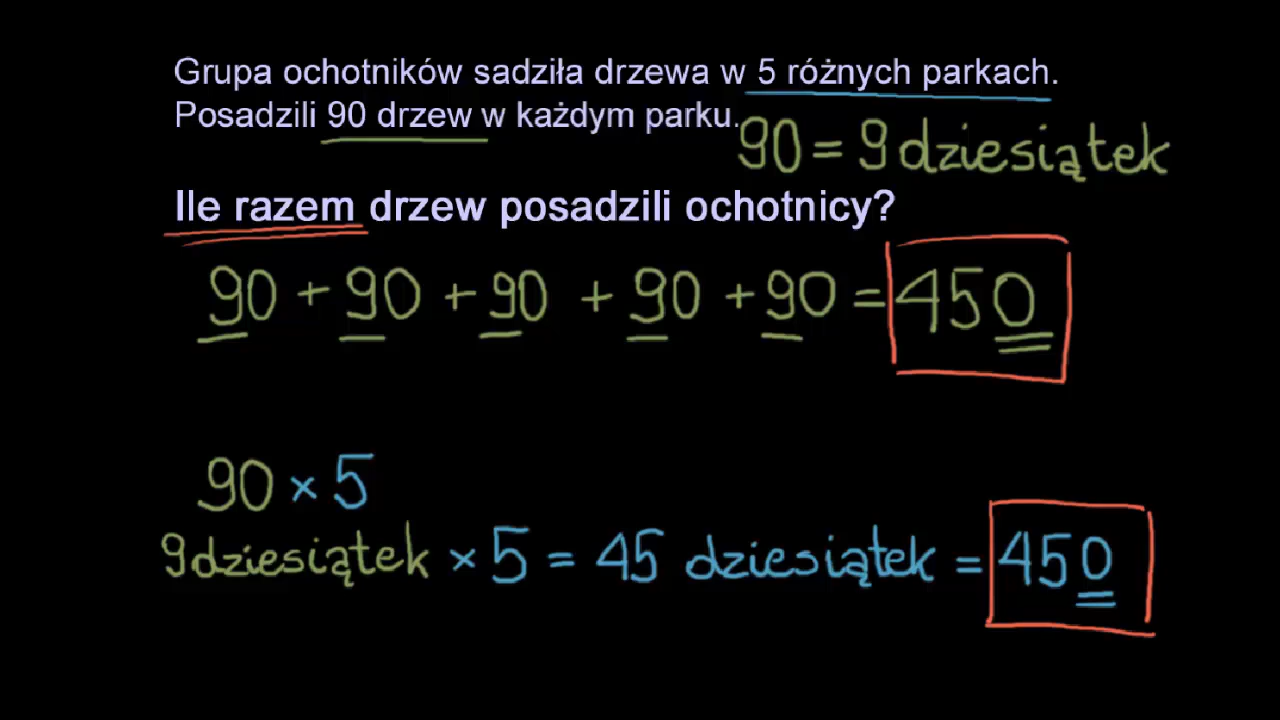 Grupa ochotników sadziła drzewa w 5 różnych parkach.
Posadzili 90 drzew w każdym parku.
90 = 9 dziesiątek
Ile razem drzew posadzili ochotnicy?
90 + 90 + 90 + 90 + 90 = 450
90 × 5
9 dziesiątek × 5 = 45 dziesiątek = 450